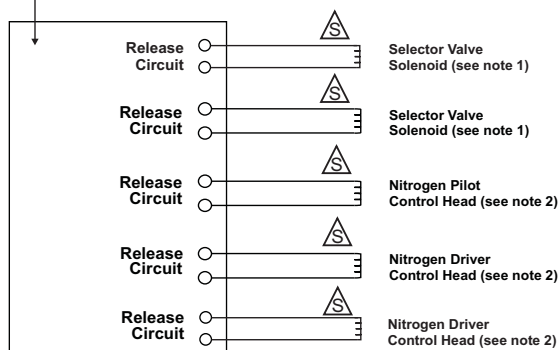 S
Release
Circuit
Selector Valve
Solenoid (see note 1)
S
Release
Circuit
Selector Valve
Solenoid (see note 1)
S
Release
Circuit
Nitrogen Pilot
Control Head (see note 2)
S
Release
Circuit
Nitrogen Driver
Control Head (see note 2)
S
Release
Circuit
Nitrogen Driver
Control Head (see note 2)